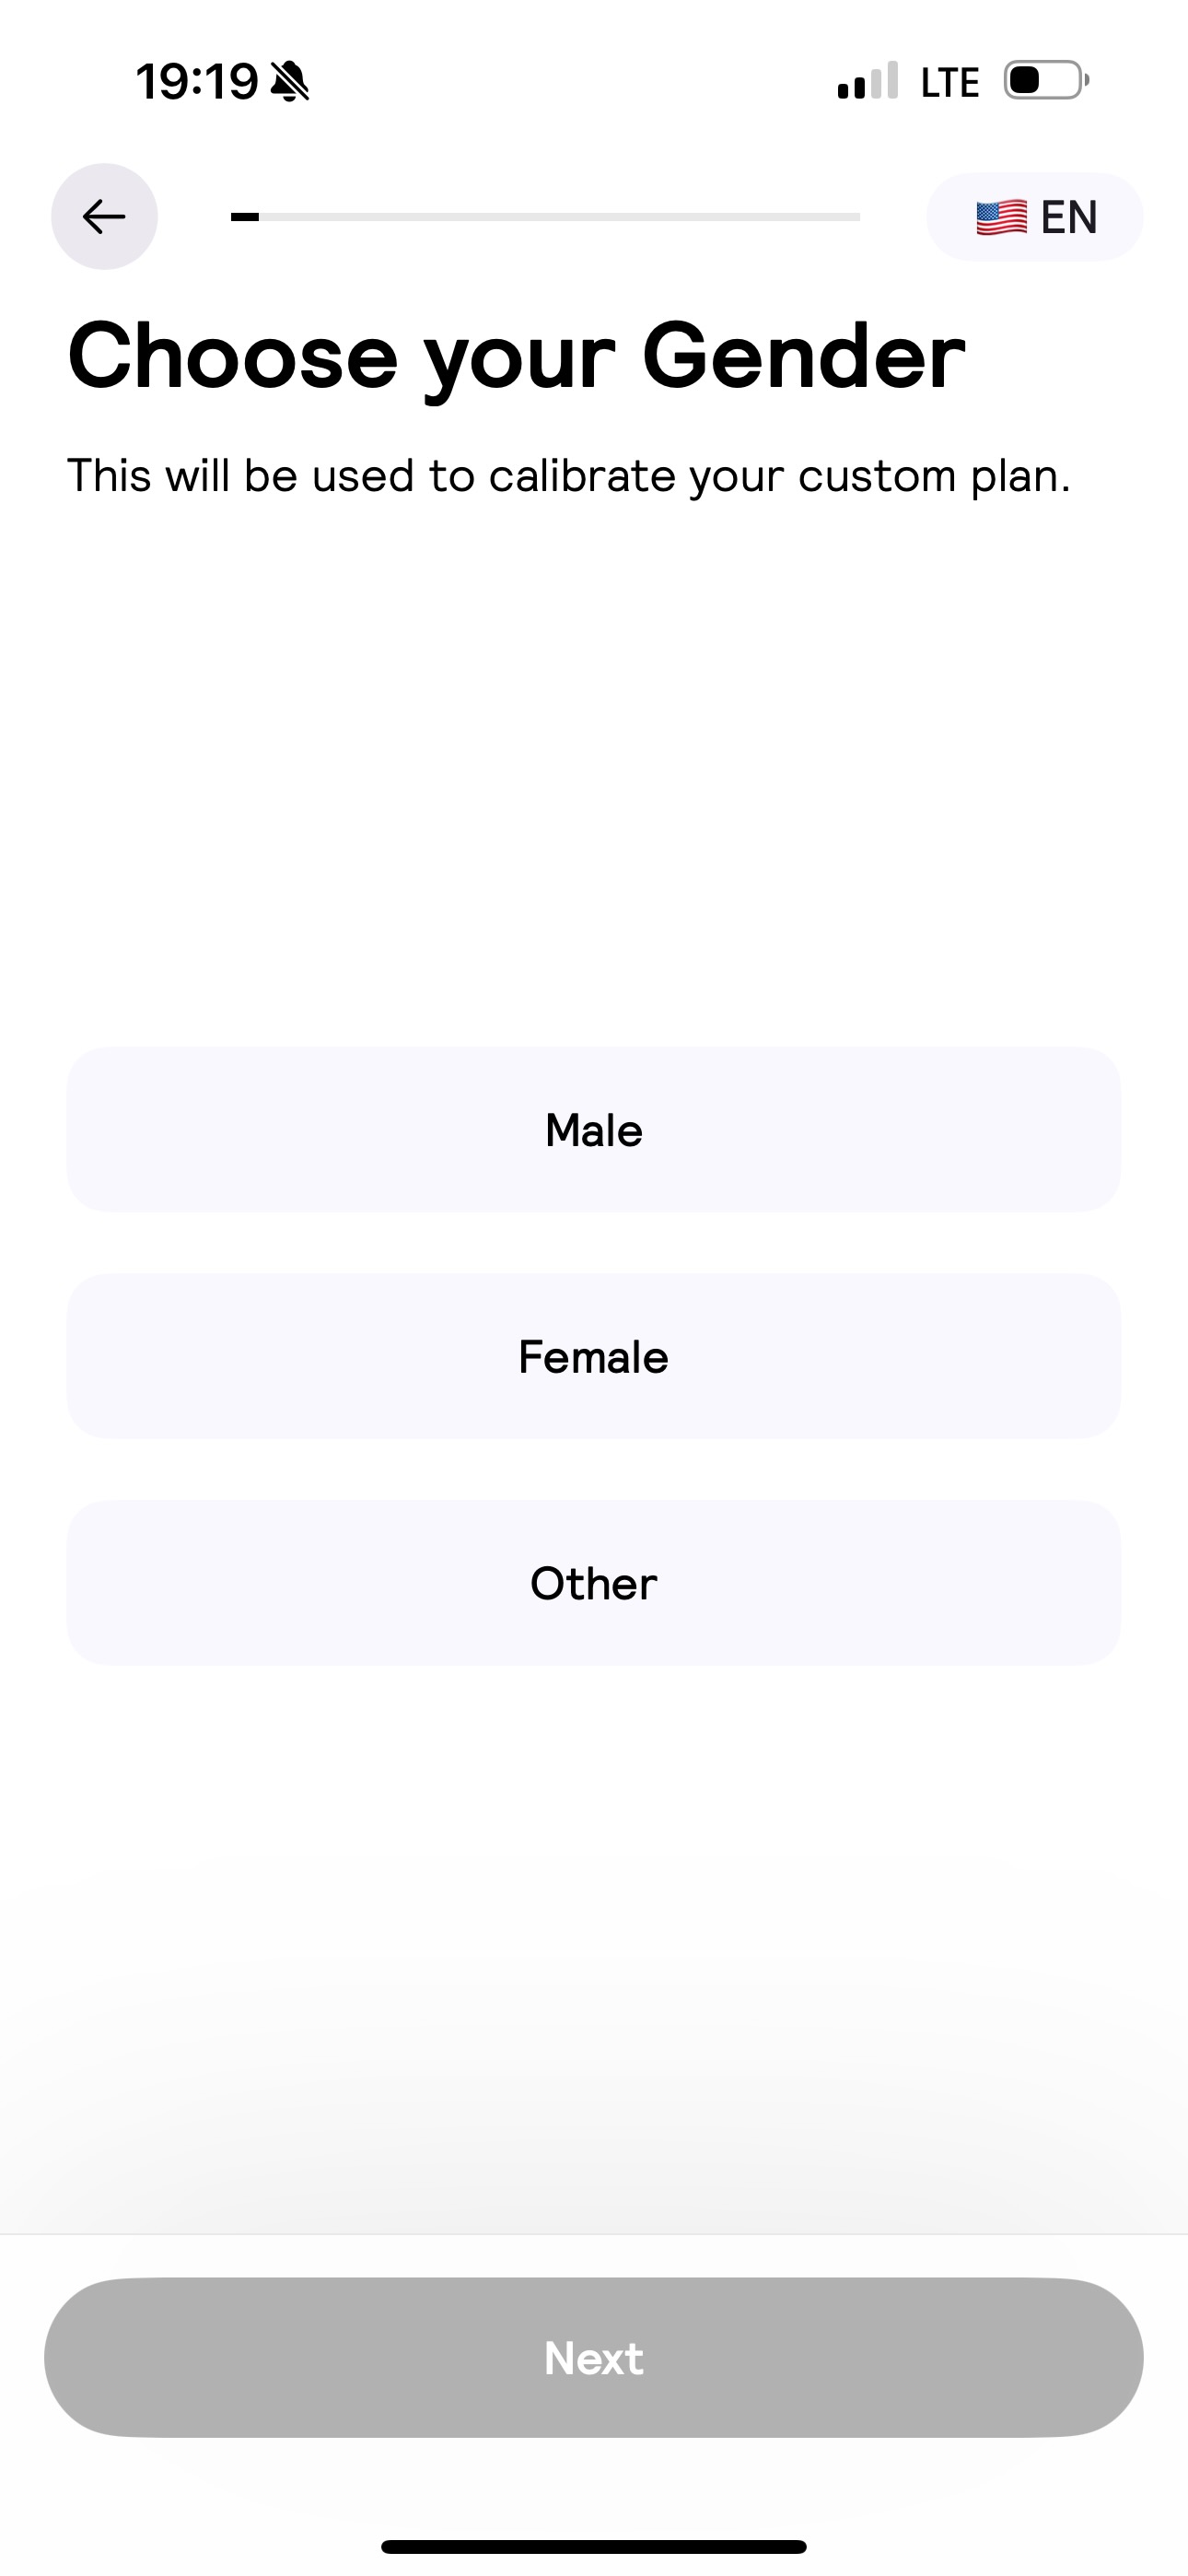 19:19
LTE
EN
Choose your Gender
This will be used to calibrate your custom plan.
Male
Female
Other
Next